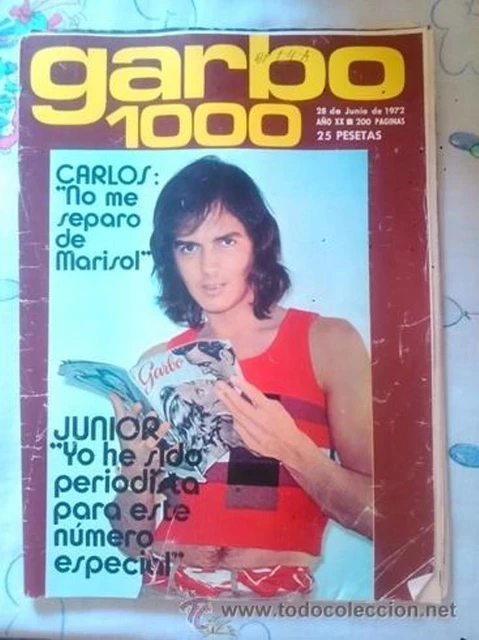 garbo
1000
28 de Junio de 1972
AÑO XX ■ 200 PAGINAS
25 PESETAS
CARLOS:
"No me
separo
de
Marisol"
Garbo
JUNIOR
"Yo he sido
periodista
para este
número
especial"
www.todocoleccion.net